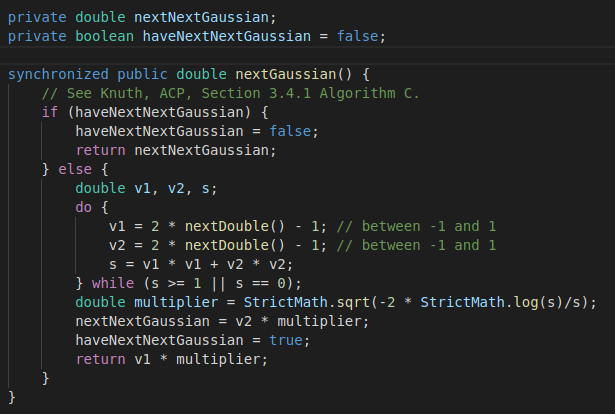 private double nextNextGaussian;
private boolean haveNextNextGaussian = false;

synchronized public double nextGaussian() {
    // See Knuth, ACP, Section 3.4.1 Algorithm C.
    if (haveNextNextGaussian) {
        haveNextNextGaussian = false;
        return nextNextGaussian;
    } else {
        double v1, v2, s;
        do {
            v1 = 2 * nextDouble() - 1; // between -1 and 1
            v2 = 2 * nextDouble() - 1; // between -1 and 1
            s = v1 * v1 + v2 * v2;
        } while (s >= 1 || s == 0);
        double multiplier = StrictMath.sqrt(-2 * StrictMath.log(s)/s);
        nextNextGaussian = v2 * multiplier;
        haveNextNextGaussian = true;
        return v1 * multiplier;
    }
}